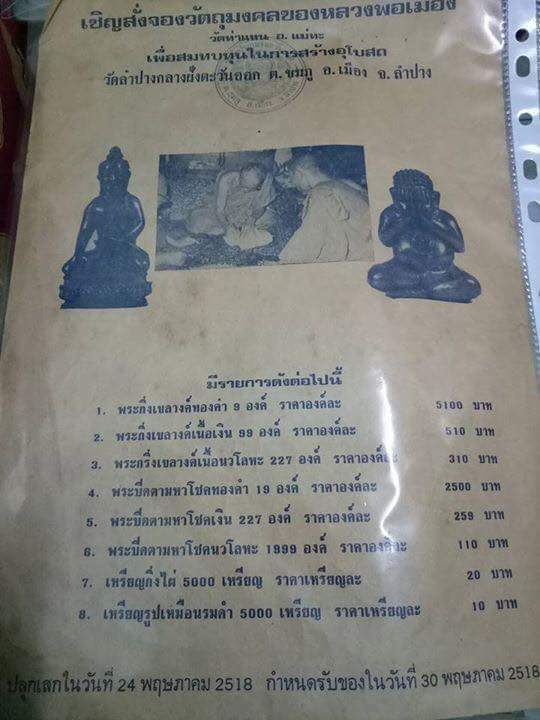 เชิญสั่งจองวัตถุมงคลของหลวงพ่อเมือง
วัดท่าแหน อ.แม่ทะ
เพื่อสมทบทุนในการสร้างอุโบสถ
วัดลำปางกลางฝั่งตะวันออก ต.ชมภู อ.เมือง จ.ลำปาง
มีรายการดังต่อไปนี้
1. พระกิ่งเขลางค์ทองคำ 9 องค์ ราคาองค์ละ 5100 บาท
2. พระกิ่งเขลางค์เนื้อเงิน 99 องค์ ราคาองค์ละ 510 บาท
3. พระกริ่งเขลางค์เนื้อนวโลหะ 227 องค์ ราคาองค์ละ 310 บาท
4. พระปิดตามหาโชคทองคำ 19 องค์ ราคาองค์ละ 2500 บาท
5. พระปิดตามหาโชคเงิน 227 องค์ ราคาองค์ละ 259 บาท
6. พระปิดตามหาโชคนวโลหะ 1999 องค์ ราคาองค์ละ 110 บาท
7. เหรียญกิ่งไผ่ 5000 เหรียญ ราคาเหรียญละ 20 บาท
8. เหรียญรูปเหมือนรมดำ 5000 เหรียญ ราคาเหรียญละ 10 บาท
ปลุกเสกในวันที่ 24 พฤษภาคม 2518 กำหนดรับของในวันที่ 30 พฤษภาคม 2518